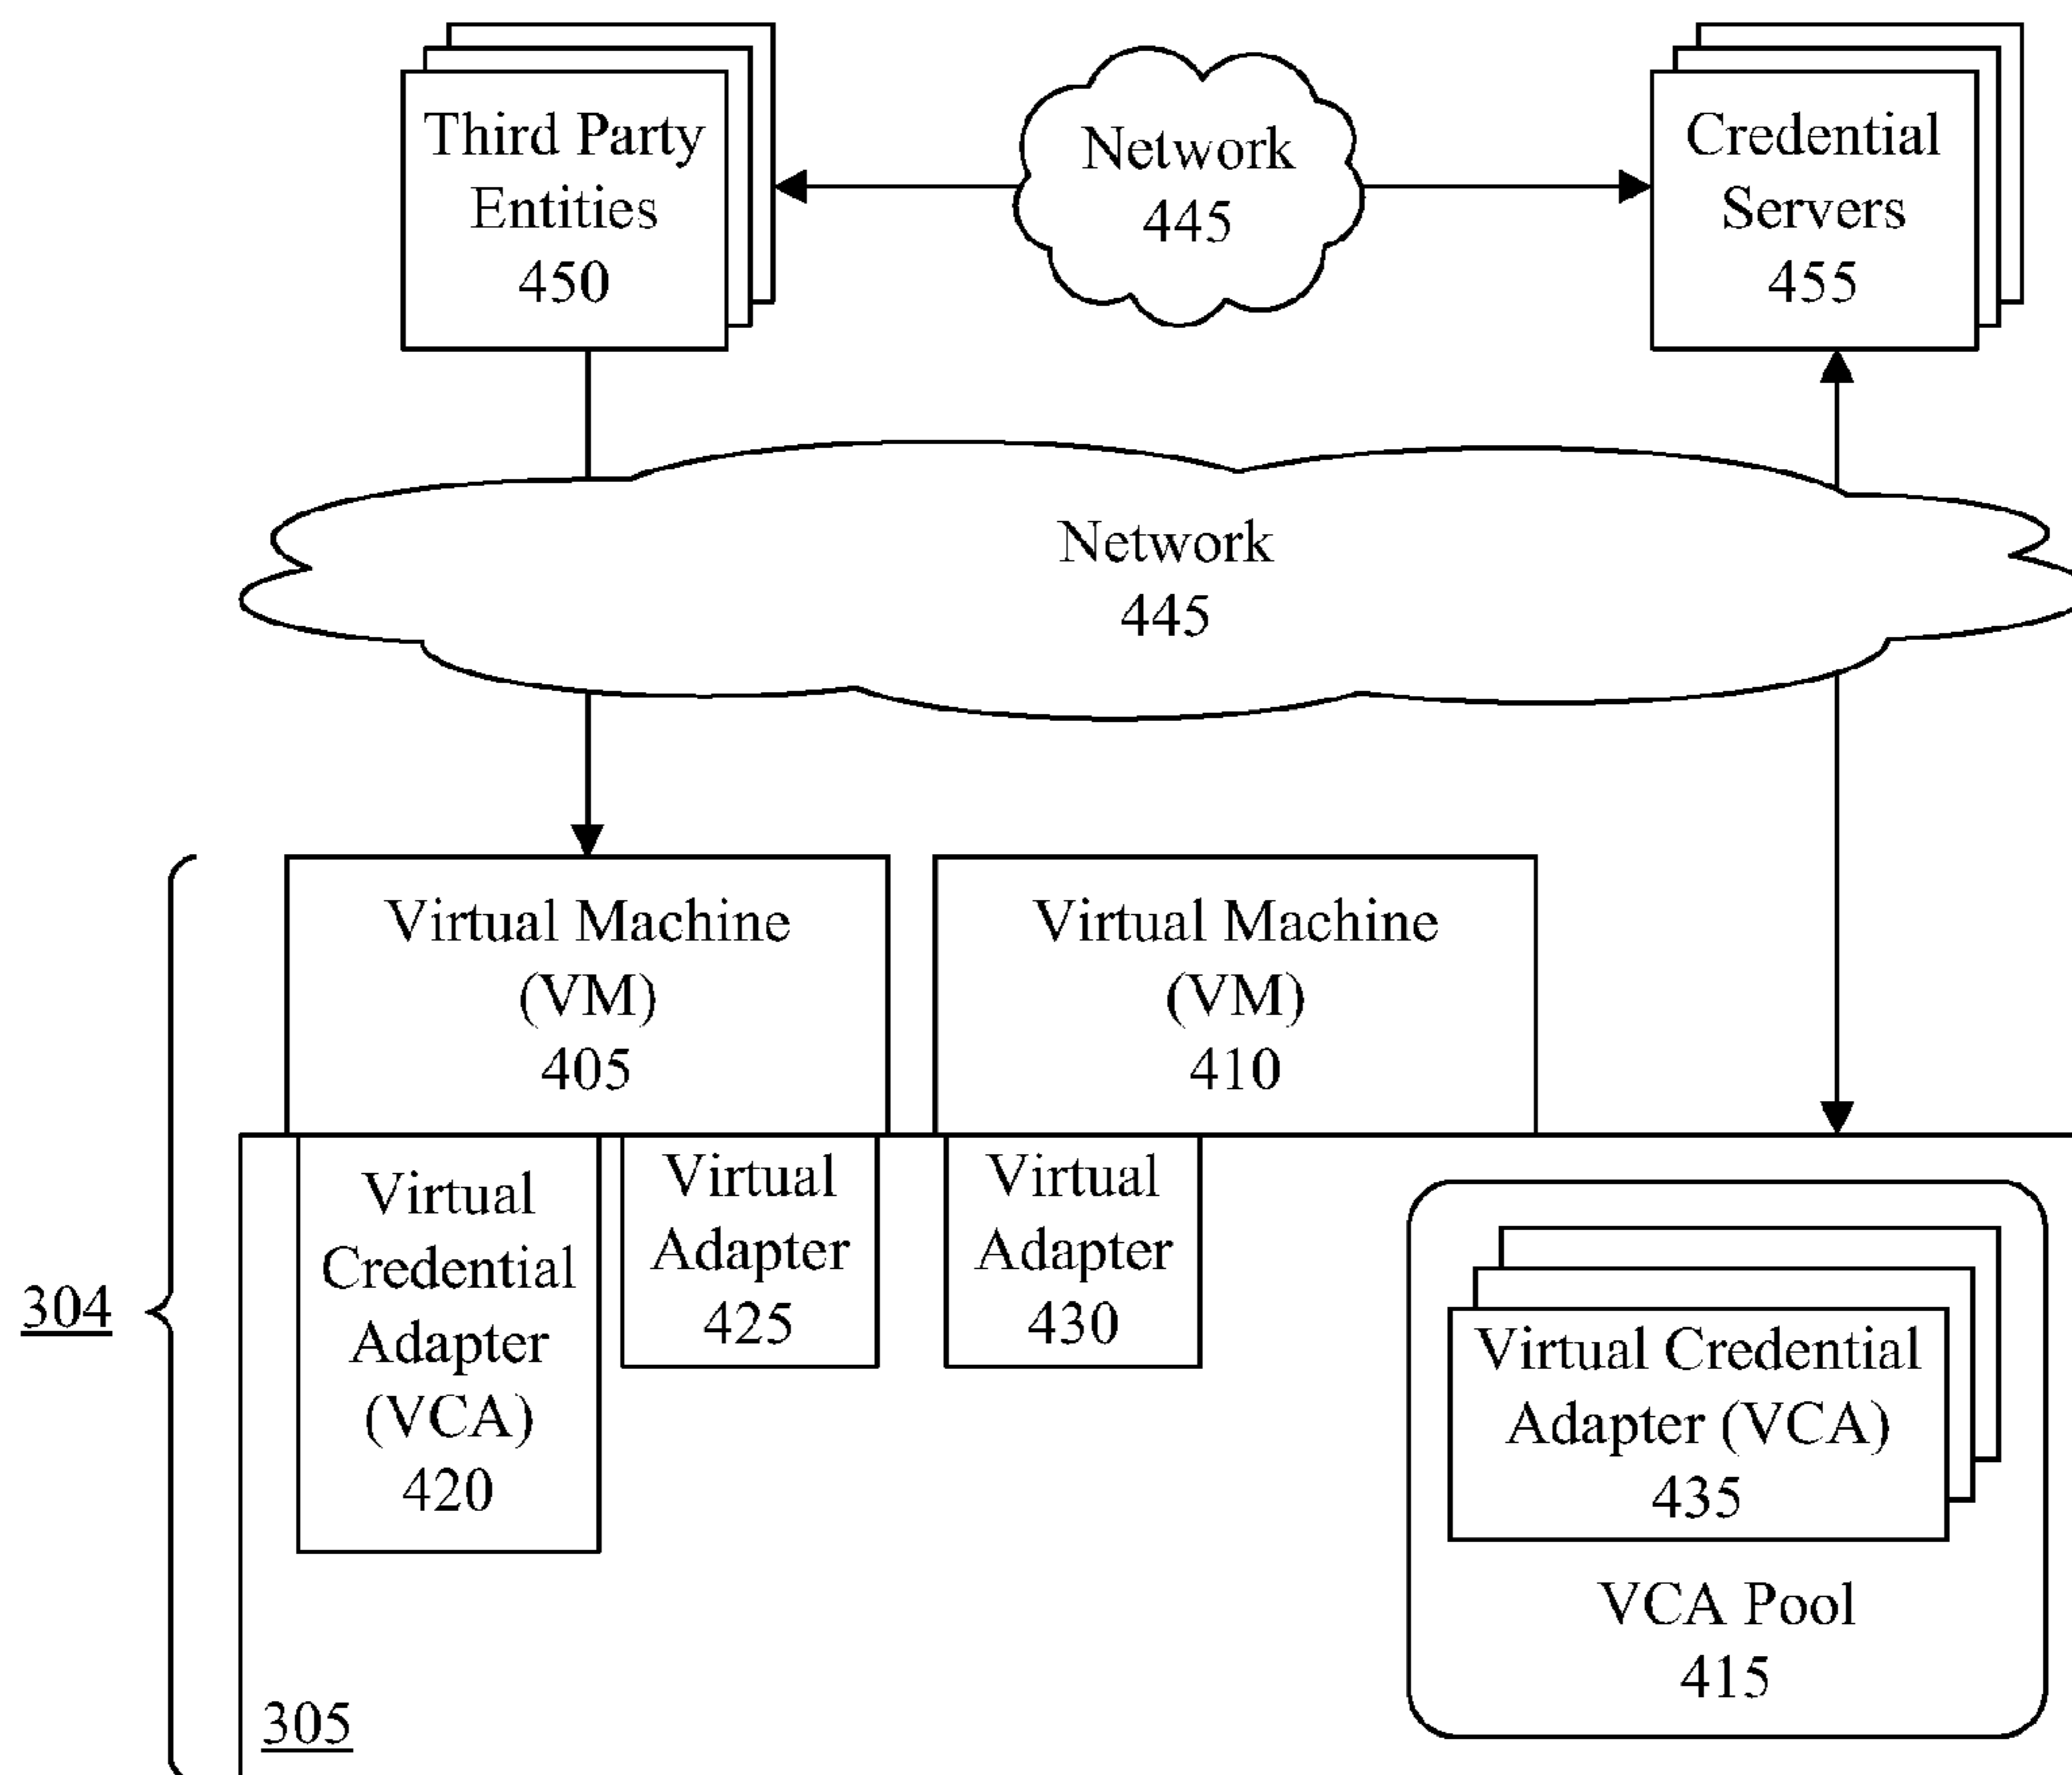 Third Party
Entities
450
Network
445
Credential
Servers
455
Network
445
Virtual Machine
(VM)
405
Virtual Machine
(VM)
410
Virtual
Credential
Adapter
(VCA)
420
Virtual
Adapter
425
Virtual
Adapter
430
Virtual Credential
Adapter (VCA)
435
VCA Pool
415
304
305